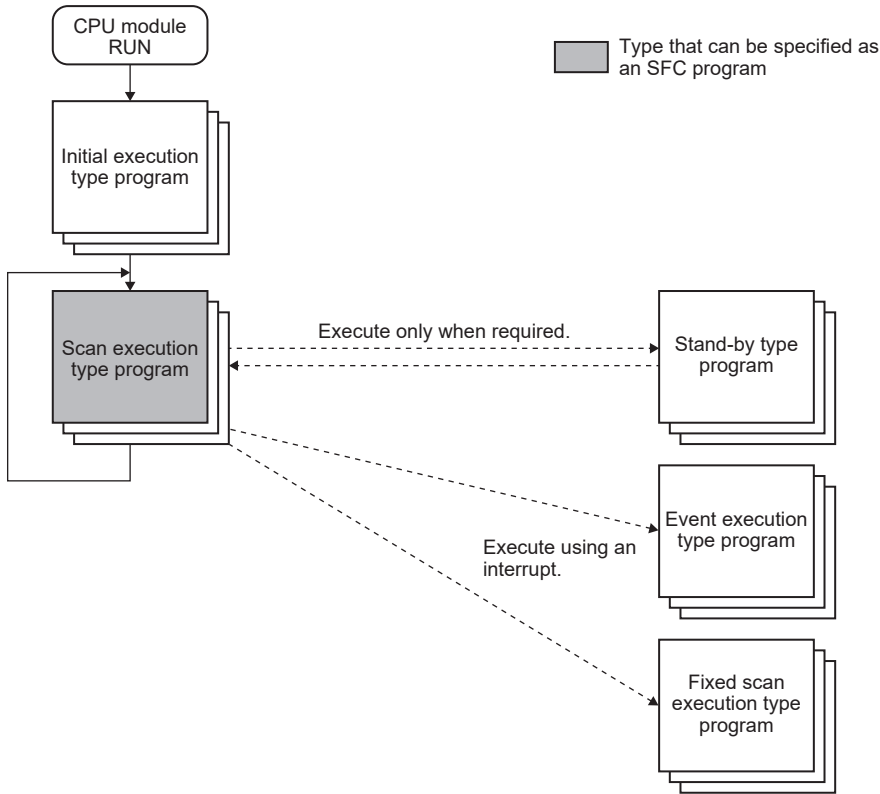 CPU module
RUN
Type that can be specified as
an SFC program
Initial execution
type program
Scan execution
type program
Execute only when required.
Stand-by type
program
Event execution
type program
Execute using an
interrupt.
Fixed scan
execution type
program